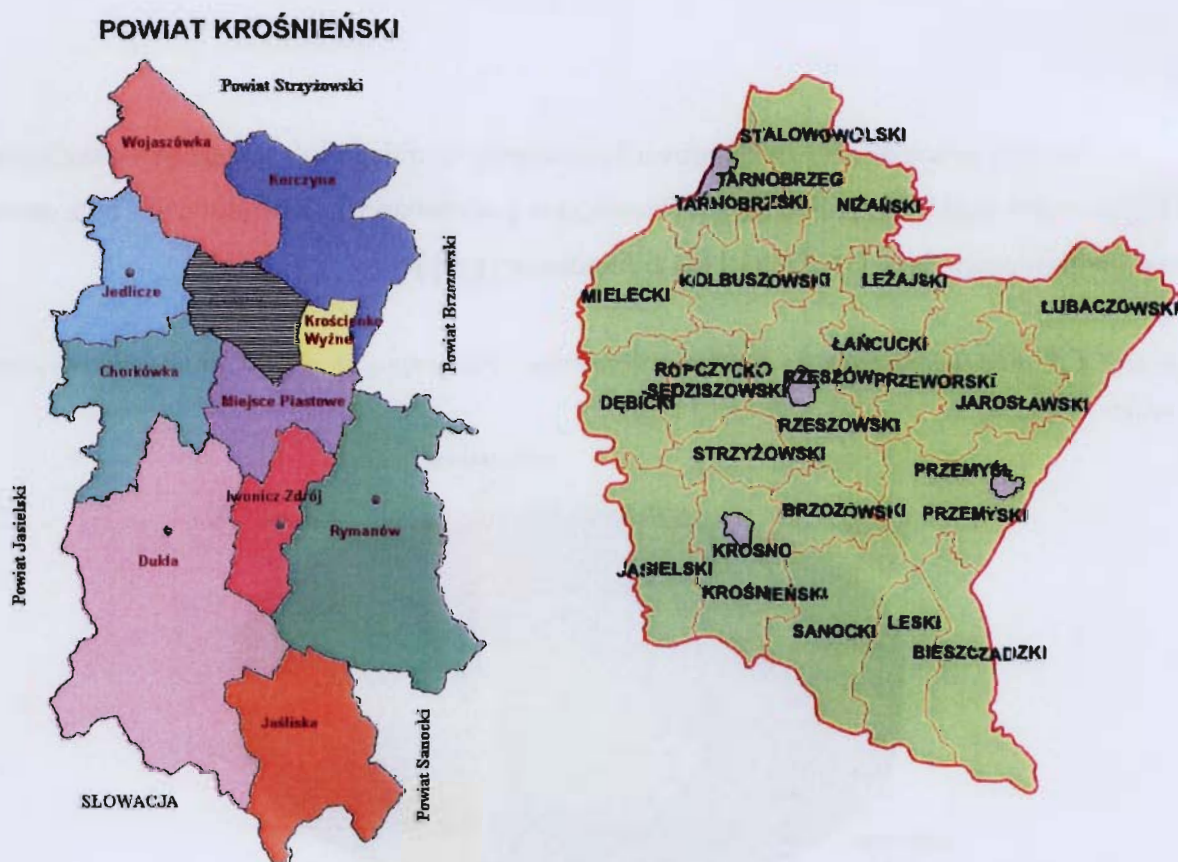 POWIAT KROŚNIEŃSKI
Powiat Strzyżowski
Wojaszówka
Korczyna
Powiat Brzozowski
Jedlicze
Krościenko
Wyżne
Chorkówka
Miejsce Piastowe
Powiat Jasielski
Iwonicz-Zdrój
Rymanów
Dukla
Jaśliska
Powiat Sanocki
SŁOWACJA
STALOWOWOLSKI
TARNOBRZEG
TARNOBRZESKI
NIŻAŃSKI
MIELECKI
KOLBUSZOWSKI
LEŻAJSKI
ŁUBACZOWSKI
ŁAŃCUCKI
ROPCZYCKO
SĘDZISZOWSKI
RZESZÓW
PRZEWORSKI
DĘBICKI
JAROSŁAWSKI
RZESZOWSKI
STRZYŻOWSKI
PRZEMYŚL
BRZOZOWSKI
PRZEMYSKI
KROSNO
JASIELSKI
KROŚNIEŃSKI
SANOCKI
LESKI
BIESZCZADZKI